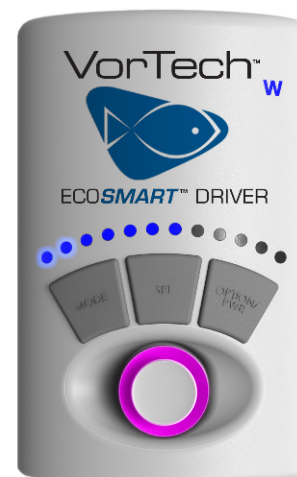 VorTech™
W
ECOSMART™ DRIVER
MODE
SET
OPTION/
PWR